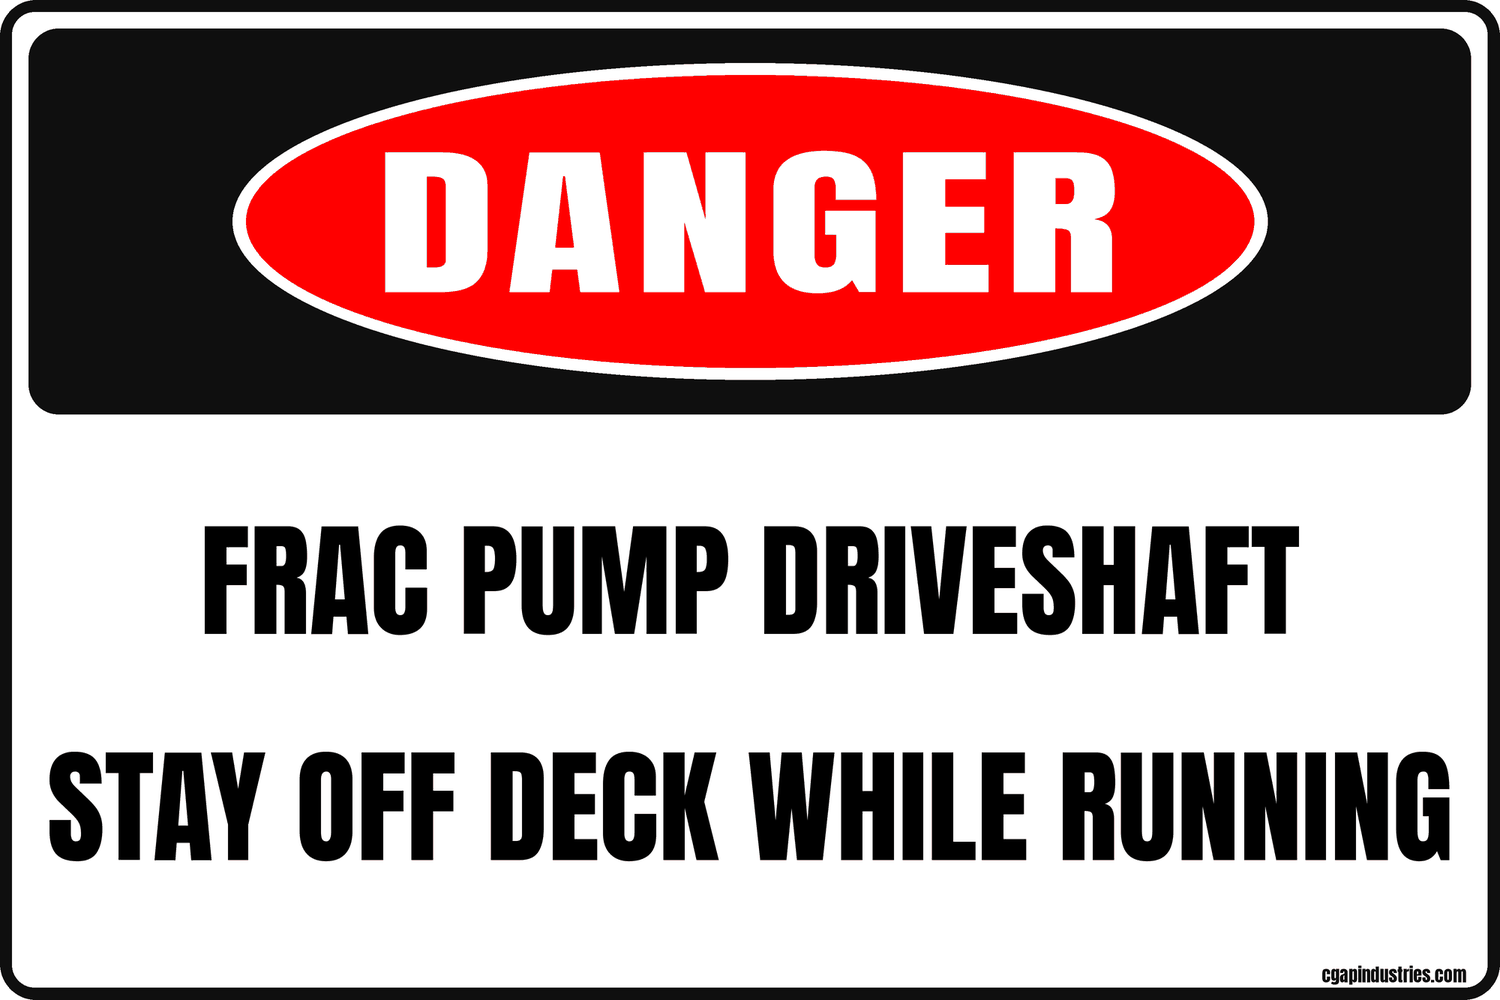 DANGER
FRAC PUMP DRIVESHAFT
STAY OFF DECK WHILE RUNNING
cgapindustries.com